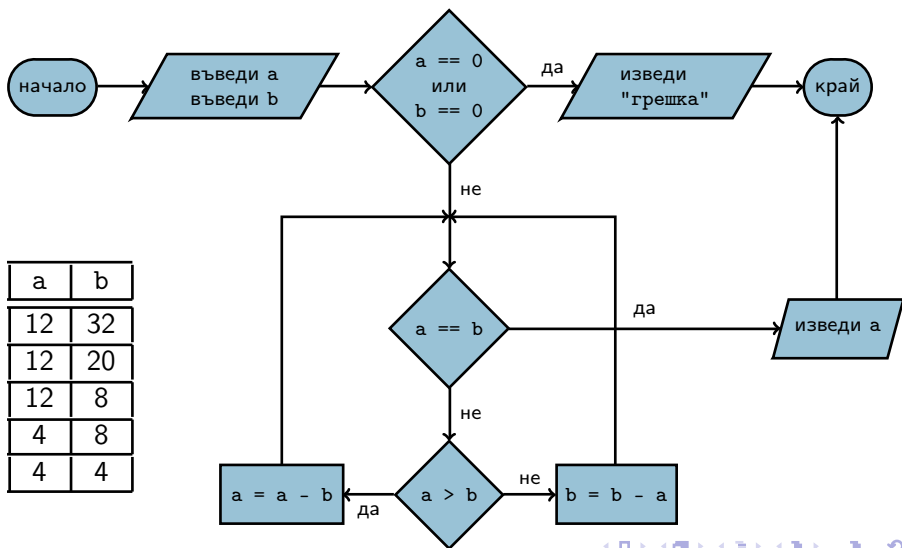 начало
въведи a
въведи b
a == 0
или
b == 0
да
изведи
"грешка"
край
не
a == b
да
изведи a
не
a > b
да
a = a - b
не
b = b - a
a b
12 32
12 20
12 8
4 8
4 4